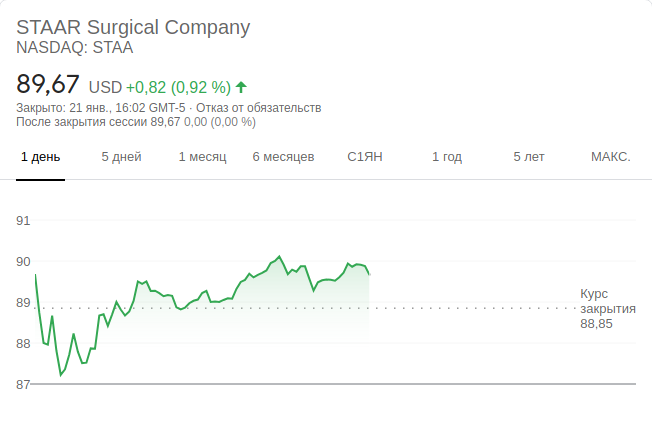 STAAR Surgical Company
NASDAQ: STAA
89,67 USD +0,82 (0,92 %)
Закрыто: 21 янв., 16:02 GMT-5 · Отказ от обязательств
После закрытия сессии 89,67 0,00 (0,00 %)
1 день 5 дней 1 месяц 6 месяцев С1ЯН 1 год 5 лет МАКС.
91
90
89
88
87
Курс
закрытия
88,85